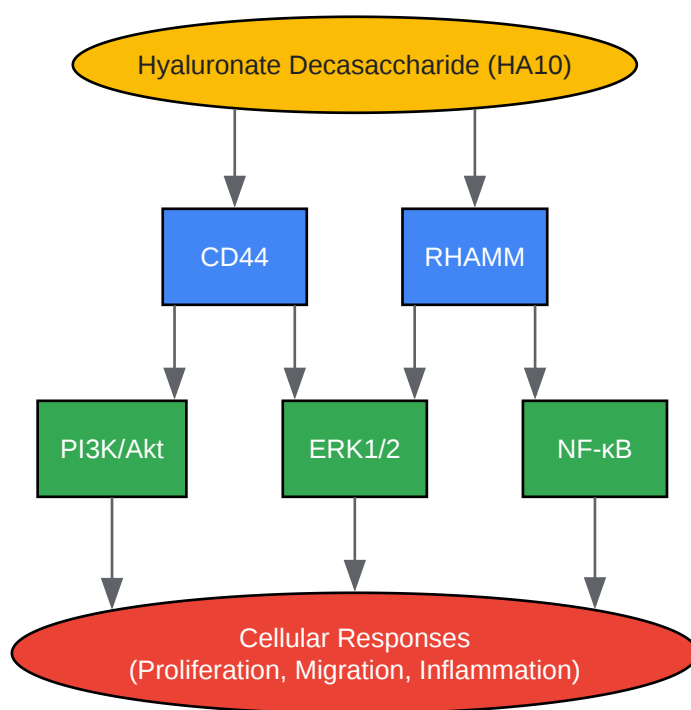 Hyaluronate Decasaccharide (HA10)
CD44
RHAMM
PI3K/Akt
ERK1/2
NF-κB
Cellular Responses
(Proliferation, Migration, Inflammation)